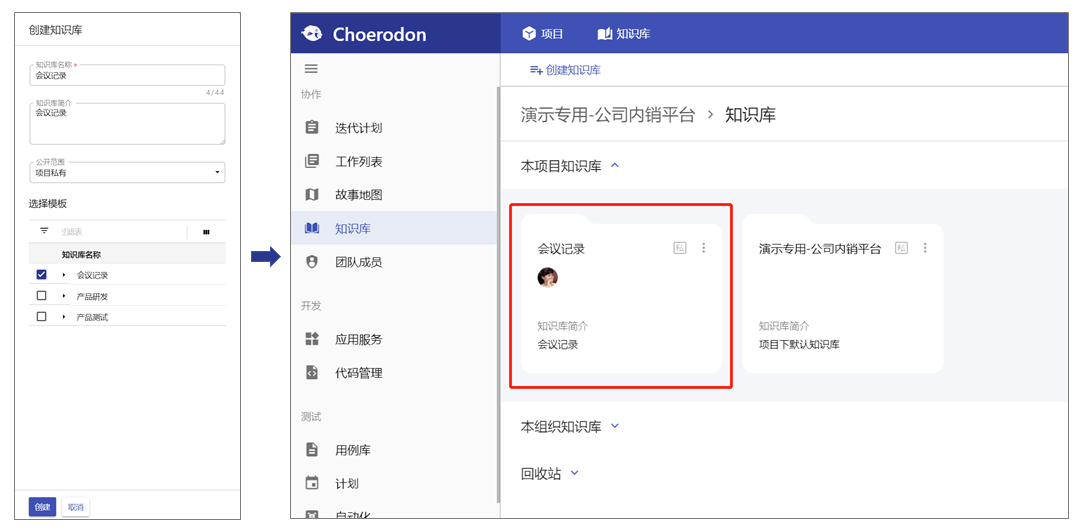 创建知识库
知识库名称 *
会议记录
4/44
知识库简介
会议记录
公开范围
项目私有
选择模板
过滤表
知识库名称
会议记录
产品研发
产品测试
创建 取消
Choerodon
项目 知识库
协作
迭代计划
工作列表
故事地图
知识库
团队成员
开发
应用服务
代码管理
测试
用例库
计划
自动化
创建知识库
演示专用-公司内销平台 > 知识库
本项目知识库
会议记录 私
知识库简介
会议记录
演示专用-公司内销平台 私
知识库简介
项目下默认知识库
本组织知识库
回收站